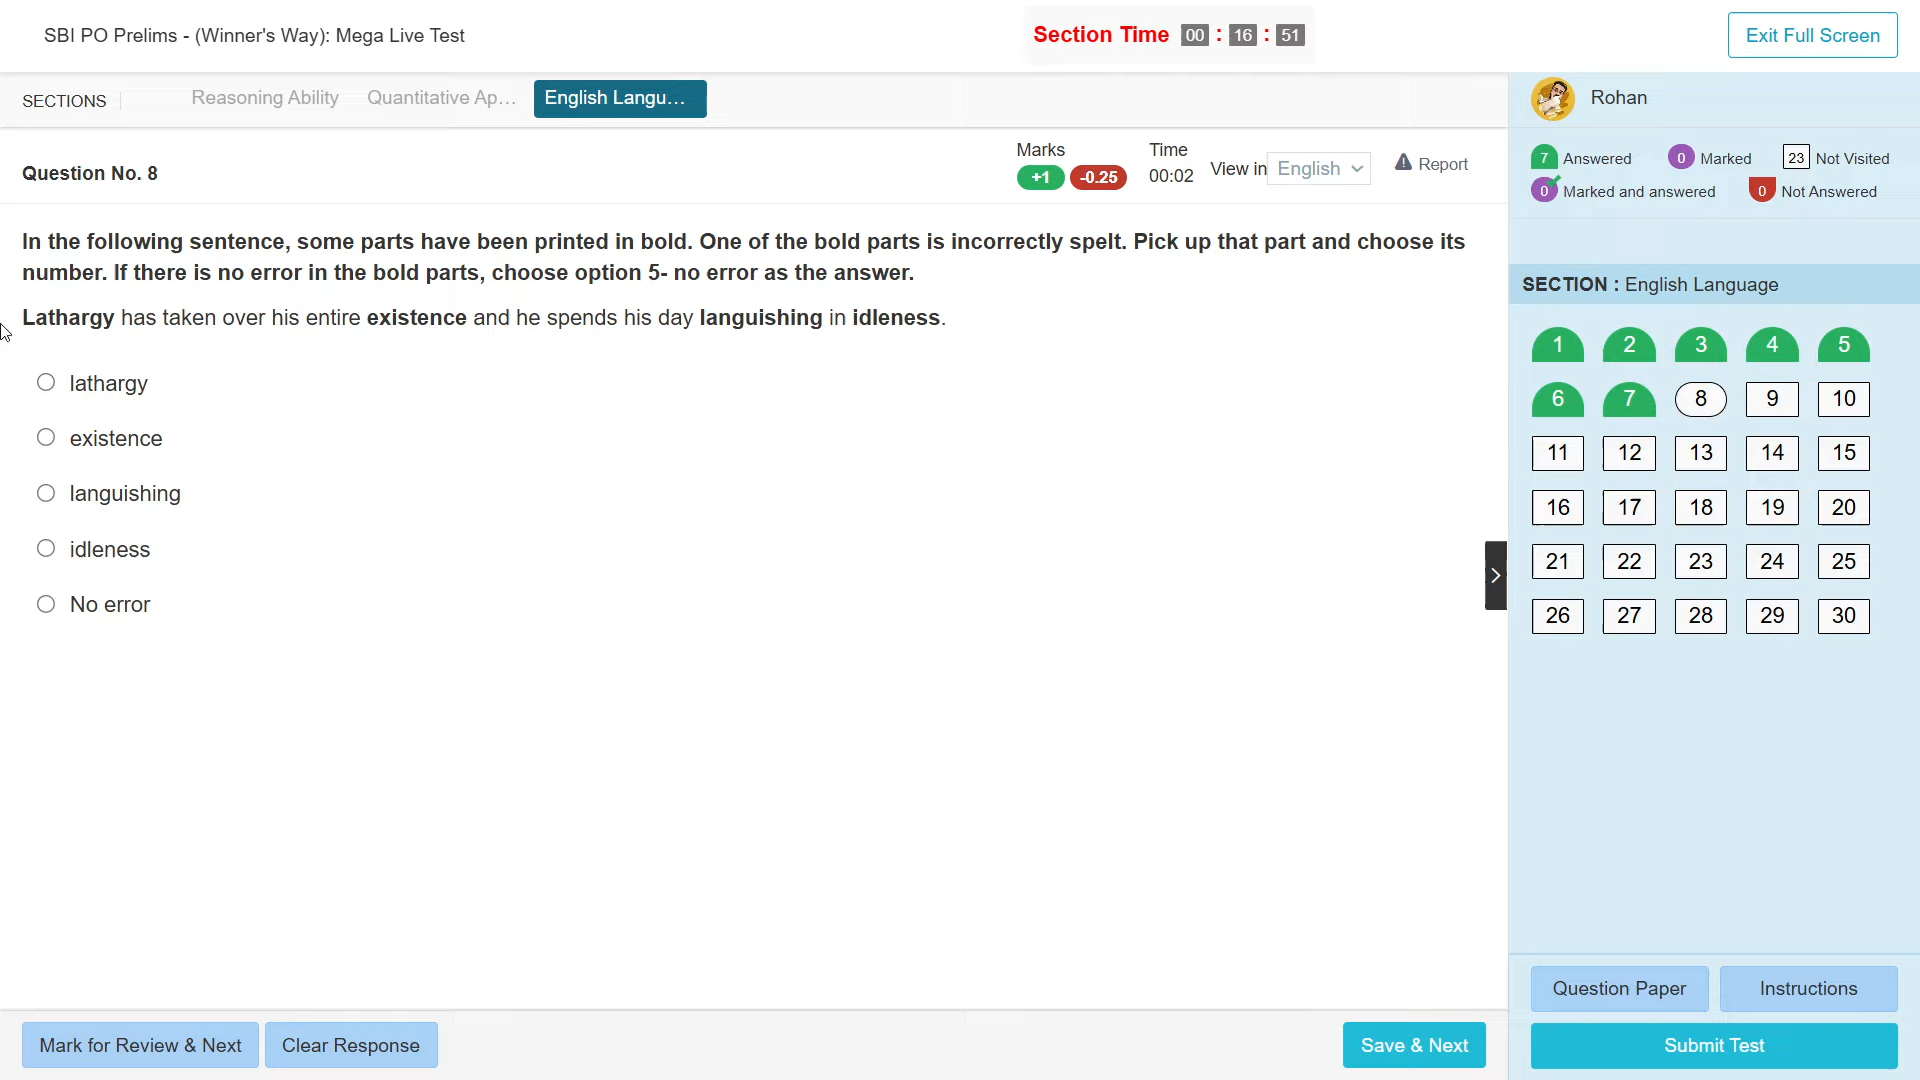 SBI PO Prelims - (Winner's Way): Mega Live Test
Section Time 00 : 16 : 51
Exit Full Screen
SECTIONS
Reasoning Ability
Quantitative Ap...
English Langu...
Rohan
Question No. 8
Marks
+1 -0.25
Time
00:02
View in English
Report
7 Answered
0 Marked
23 Not Visited
0 Marked and answered
0 Not Answered
In the following sentence, some parts have been printed in bold. One of the bold parts is incorrectly spelt. Pick up that part and choose its
number. If there is no error in the bold parts, choose option 5- no error as the answer.
Lathargy has taken over his entire existence and he spends his day languishing in idleness.
lathargy
existence
languishing
idleness
No error
SECTION : English Language
1 2 3 4 5
6 7 8 9 10
11 12 13 14 15
16 17 18 19 20
21 22 23 24 25
26 27 28 29 30
Question Paper
Instructions
Mark for Review & Next
Clear Response
Save & Next
Submit Test